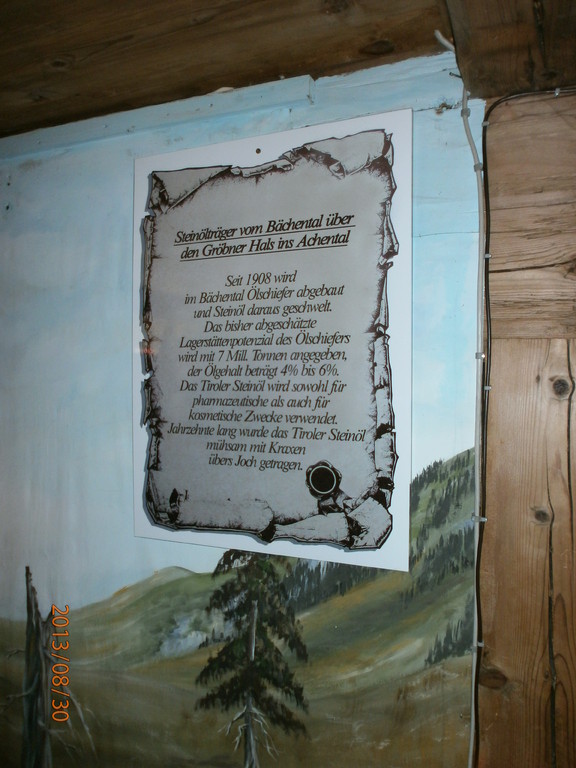 Steinölträger vom Bächental über
den Gröbner Hals ins Achental
Seit 1908 wird
im Bächental Ölschiefer abgebaut
und Steinöl daraus geschwelt.
Das bisher abgeschätzte
Lagerstättenpotenzial des Ölschiefers
wird mit 7 Mill. Tonnen angegeben,
der Ölgehalt beträgt 4% bis 6%.
Das Tiroler Steinöl wird sowohl für
pharmazeutische als auch für
kosmetische Zwecke verwendet.
Jahrzehnte lang wurde das Tiroler Steinöl
mühsam mit Kraxen
übers Joch getragen.
2013/08/30